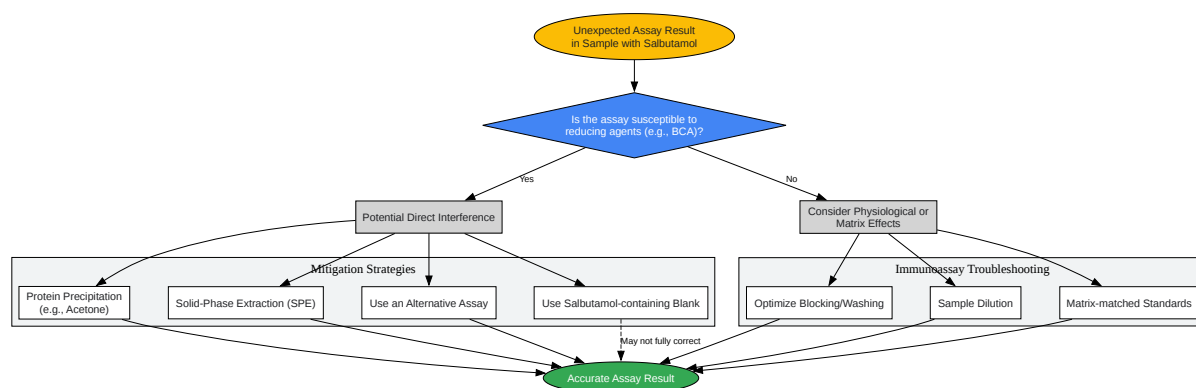 Unexpected Assay Result
in Sample with Salbutamol
Is the assay susceptible to
reducing agents (e.g., BCA)?
Yes
No
Potential Direct Interference
Consider Physiological or
Matrix Effects
Mitigation Strategies
Immunoassay Troubleshooting
Protein Precipitation
(e.g., Acetone)
Solid-Phase Extraction (SPE)
Use an Alternative Assay
Use Salbutamol-containing Blank
Optimize Blocking/Washing
Sample Dilution
Matrix-matched Standards
May not fully correct
Accurate Assay Result